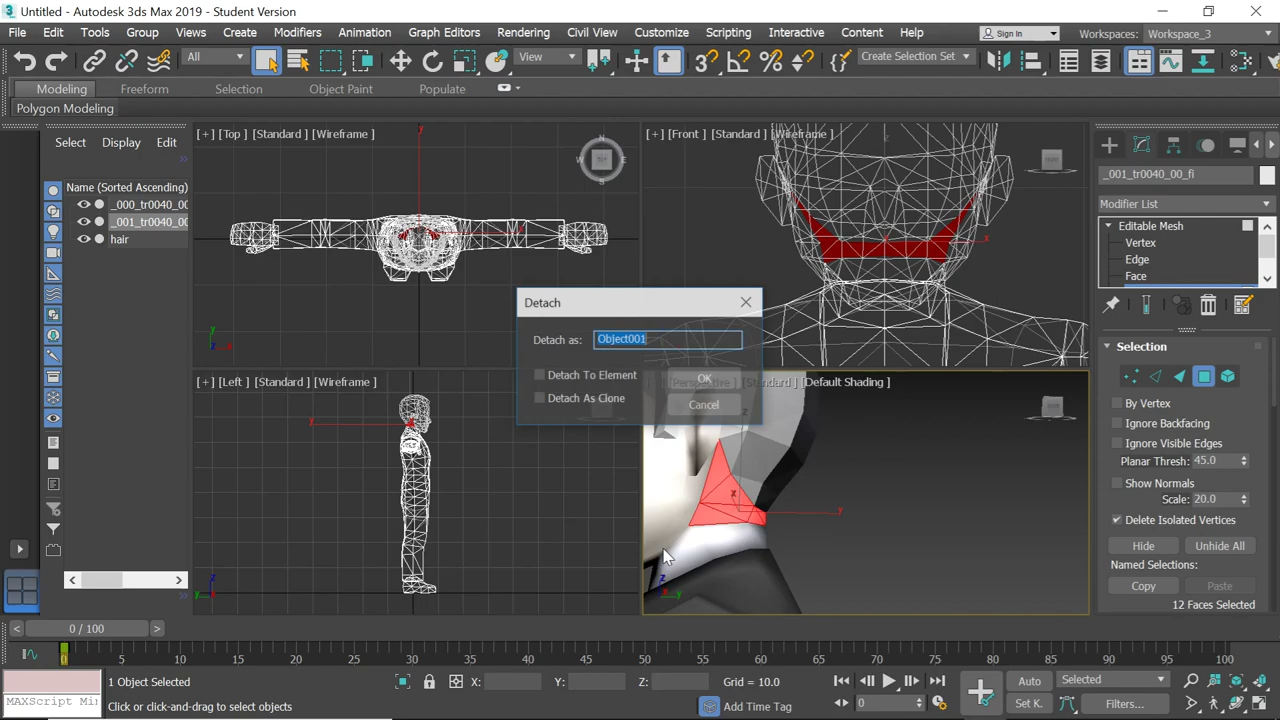 Untitled - Autodesk 3ds Max 2019 - Student Version
File Edit Tools Group Views Create Modifiers Animation Graph Editors Rendering Civil View Customize Scripting Interactive Content Help Sign In Workspaces: Workspace_3
All View Create Selection Set
Modeling Freeform Selection Object Paint Populate
Polygon Modeling
Select Display Edit
Name (Sorted Ascending)
_000_tr0040_00
_001_tr0040_00
hair
[+] [Top] [Standard] [Wireframe]
[+] [Front] [Standard] [Wireframe]
[+] [Left] [Standard] [Wireframe]
Perspective] [Standard] [Default Shading]
Detach
Detach as: Object001
Detach To Element
OK
Detach As Clone
Cancel
_001_tr0040_00_fi
Modifier List
Editable Mesh
Vertex
Edge
Face
Selection
By Vertex
Ignore Backfacing
Ignore Visible Edges
Planar Thresh: 45.0
Show Normals
Scale: 20.0
Delete Isolated Vertices
Hide Unhide All
Named Selections:
Copy Paste
12 Faces Selected
0 / 100
0 5 10 15 20 25 30 35 40 45 50 55 60 65 70 75 80 85 90 95 100
1 Object Selected X: Y: Z: Grid = 10.0 Auto Selected
MAXScript Min Click or click-and-drag to select objects Add Time Tag 0 Set K. Filters...